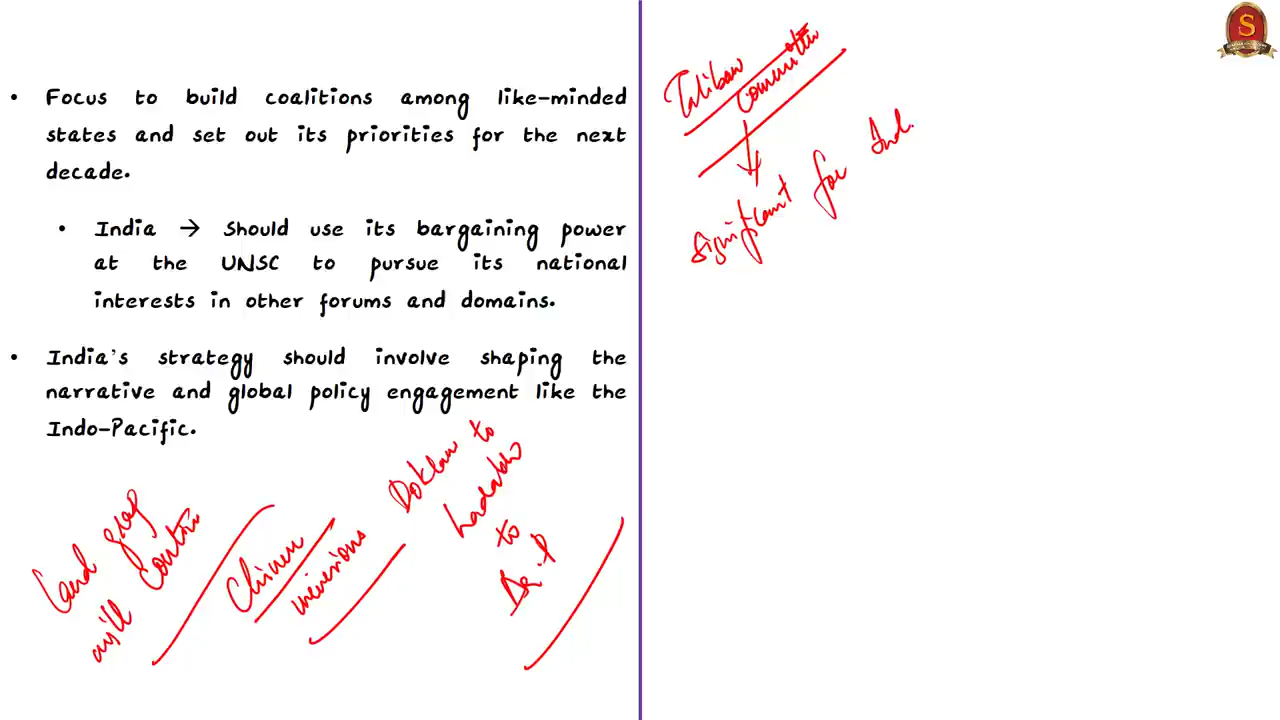 • Focus to build coalitions among like-minded
states and set out its priorities for the next
decade.
• India → Should use its bargaining power
at the UNSC to pursue its national
interests in other forums and domains.
• India's strategy should involve shaping the
narrative and global policy engagement like the
Indo-Pacific.
Land grab
will Contin
Chinese
incursions
Doklam to
Ladakh
to
Ar.P
Taliban
Committee
↓
Significant for Ind.
S